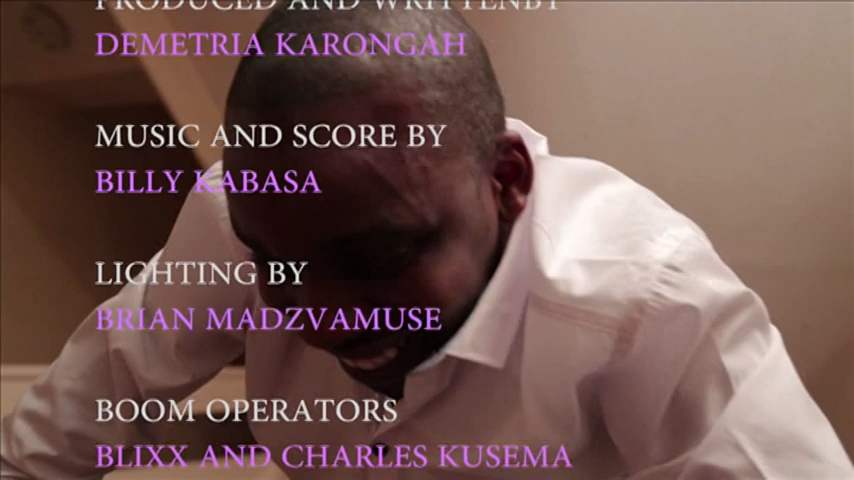 PRODUCED AND WRITTENBY
DEMETRIA KARONGAH
MUSIC AND SCORE BY
BILLY KABASA
LIGHTING BY
BRIAN MADZVAMUSE
BOOM OPERATORS
BLIXX AND CHARLES KUSEMA